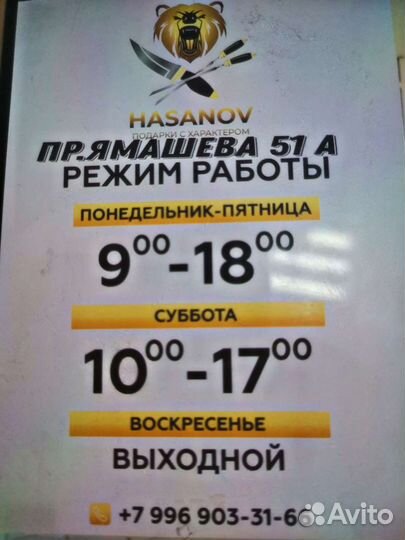 HASANOV
ПОДАРКИ С ХАРАКТЕРОМ
ПР.ЯМАШЕВА 51 А
РЕЖИМ РАБОТЫ
ПОНЕДЕЛЬНИК-ПЯТНИЦА
9⁰⁰-18⁰⁰
СУББОТА
10⁰⁰-17⁰⁰
ВОСКРЕСЕНЬЕ
ВЫХОДНОЙ
+7 996 903-31-6
Avito